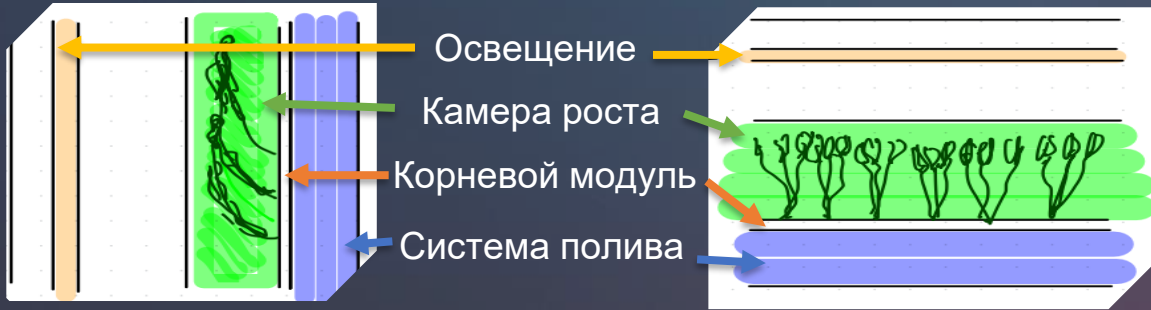 Освещение
Камера роста
Корневой модуль
Система полива